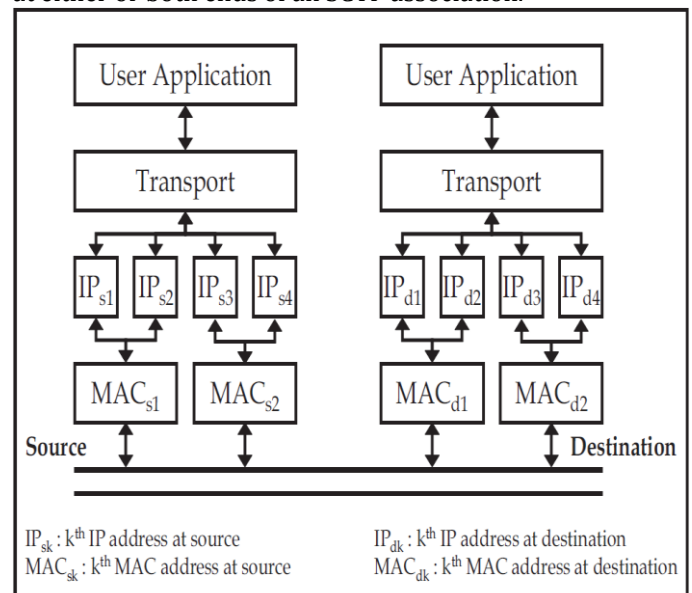 at either or both ends of an SCTP association.
User Application User Application
Transport Transport
IPs1 IPs2 IPs3 IPs4 IPd1 IPd2 IPd3 IPd4
MACs1 MACs2 MACd1 MACd2
Source Destination
IPsk : kth IP address at source IPdk : kth IP address at destination
MACsk : kth MAC address at source MACdk : kth MAC address at destination